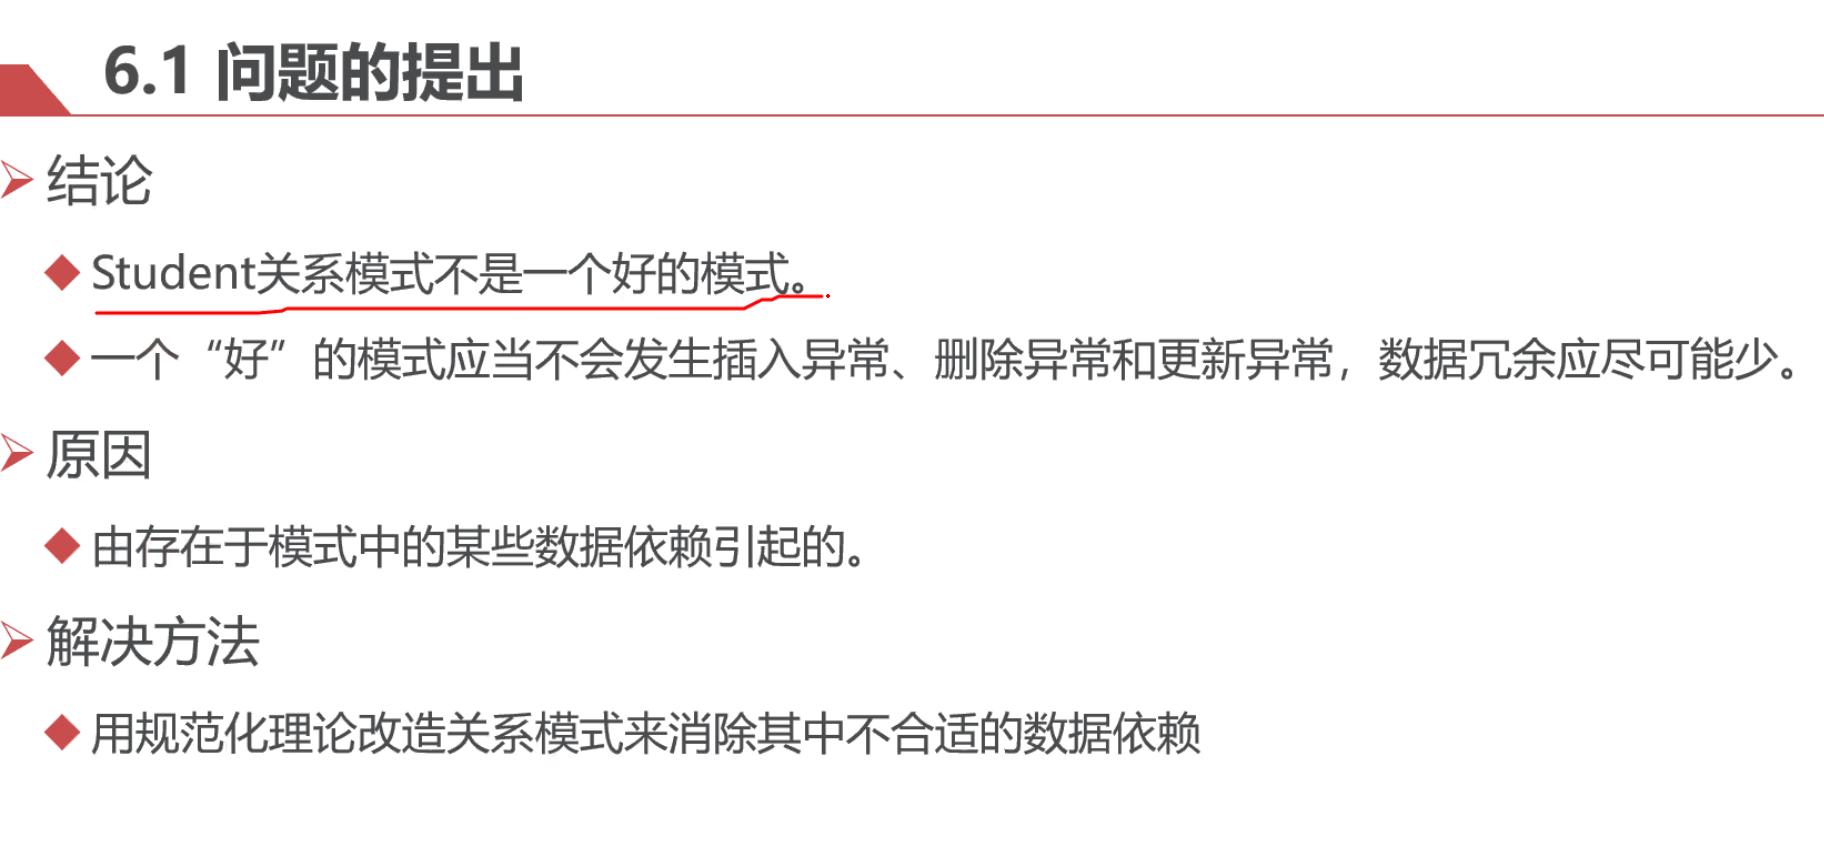 6.1 问题的提出
结论
Student关系模式不是一个好的模式。
一个“好”的模式应当不会发生插入异常、删除异常和更新异常，数据冗余应尽可能少。
原因
由存在于模式中的某些数据依赖引起的。
解决方法
用规范化理论改造关系模式来消除其中不合适的数据依赖